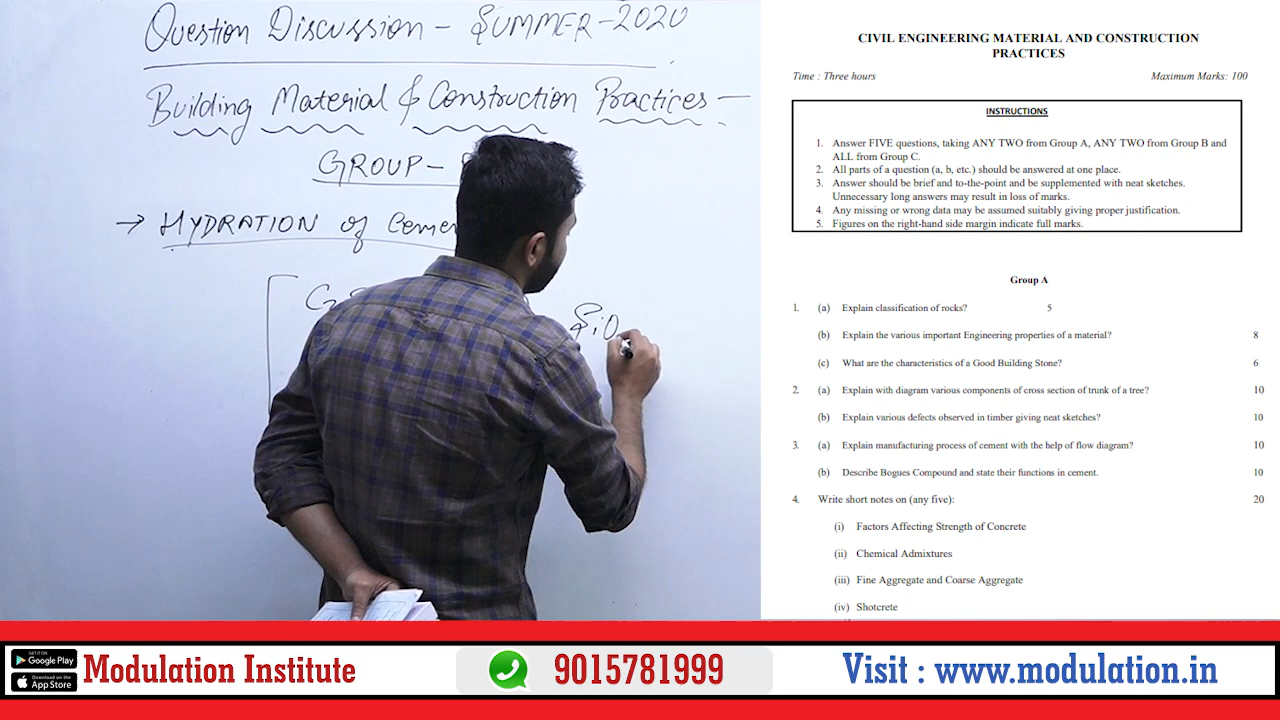 Question Discussion - SUMMER-2020
Building Material & Construction Practices -
GROUP-
→ HYDRATION of Cemen
SiO
CIVIL ENGINEERING MATERIAL AND CONSTRUCTION
PRACTICES
Time : Three hours Maximum Marks: 100
INSTRUCTIONS
1. Answer FIVE questions, taking ANY TWO from Group A, ANY TWO from Group B and
ALL from Group C.
2. All parts of a question (a, b, etc.) should be answered at one place.
3. Answer should be brief and to-the-point and be supplemented with neat sketches.
Unnecessary long answers may result in loss of marks.
4. Any missing or wrong data may be assumed suitably giving proper justification.
5. Figures on the right-hand side margin indicate full marks.
Group A
1. (a) Explain classification of rocks? 5
(b) Explain the various important Engineering properties of a material? 8
(c) What are the characteristics of a Good Building Stone? 6
2. (a) Explain with diagram various components of cross section of trunk of a tree? 10
(b) Explain various defects observed in timber giving neat sketches? 10
3. (a) Explain manufacturing process of cement with the help of flow diagram? 10
(b) Describe Bogues Compound and state their functions in cement. 10
4. Write short notes on (any five): 20
(i) Factors Affecting Strength of Concrete
(ii) Chemical Admixtures
(iii) Fine Aggregate and Coarse Aggregate
(iv) Shotcrete
GET IT ON
Google Play
Download on the
App Store
Modulation Institute
9015781999
Visit : www.modulation.in